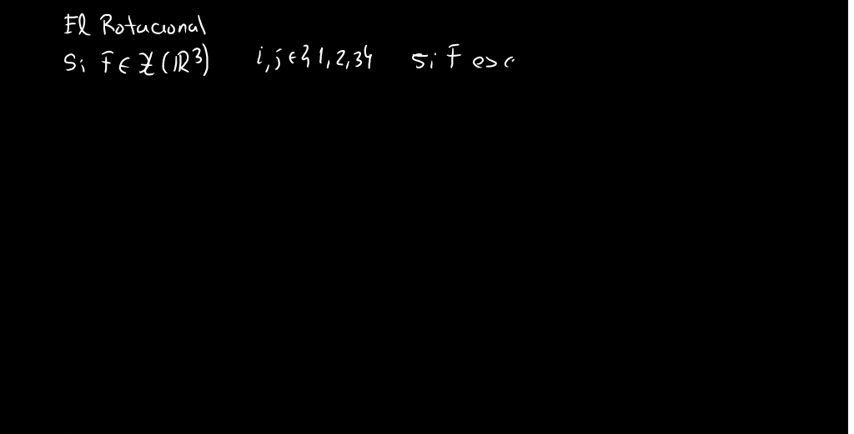 El Rotacional
Si F ∈ 𝔛(ℝ³) i, j ∈ {1, 2, 3} si F es c